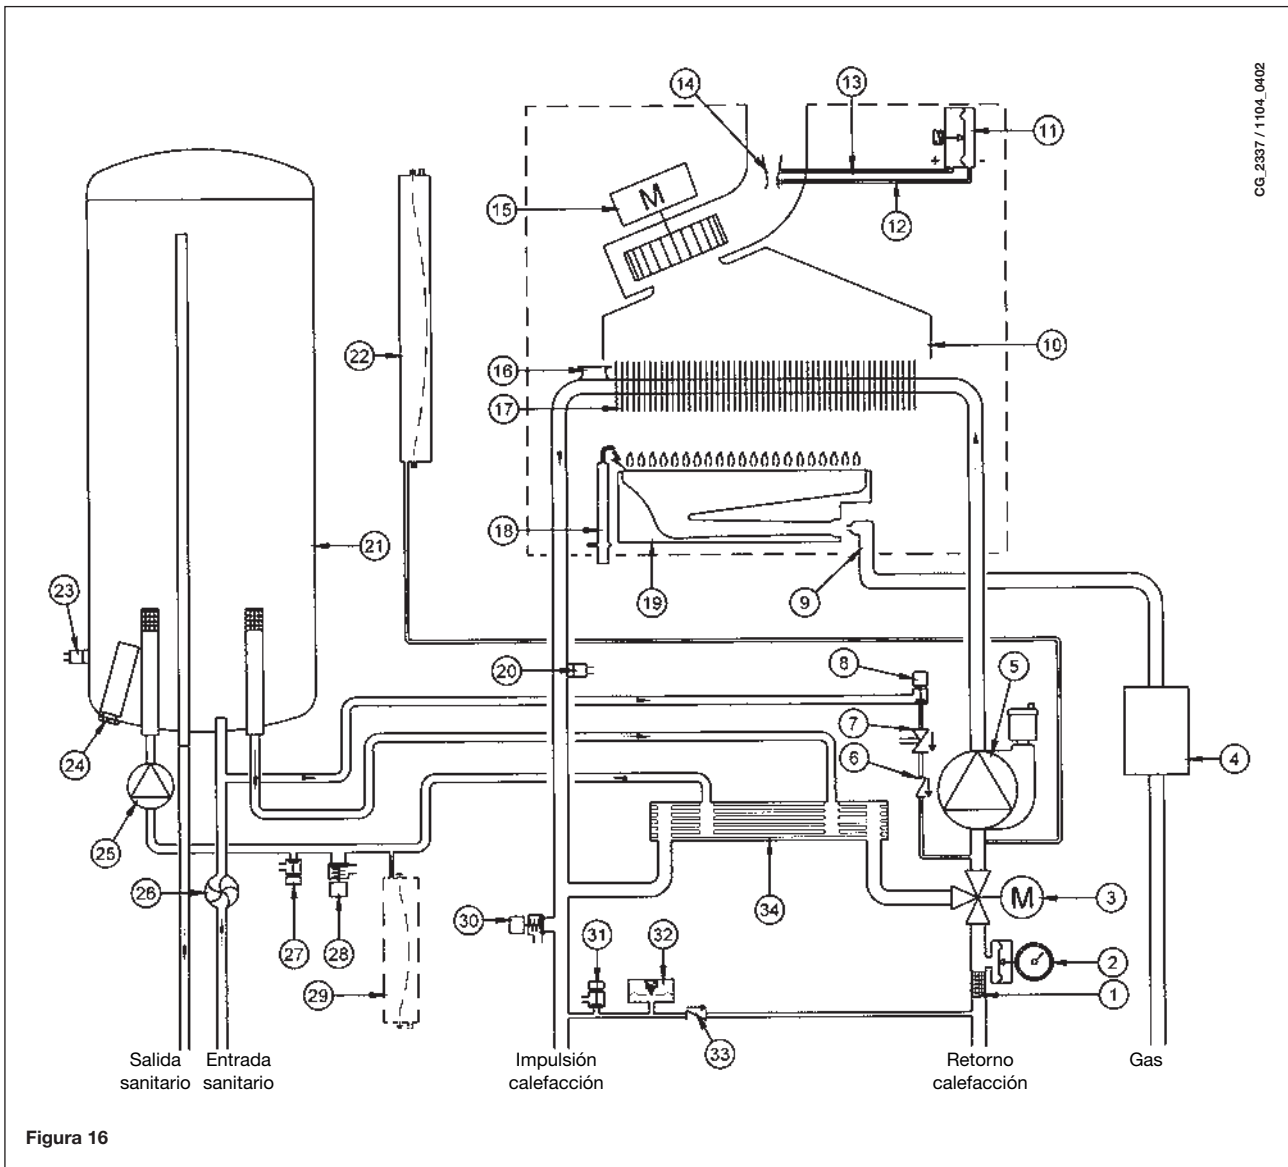 CG_2337 / 1104_0402
14
13
11
+
-
M
15
12
22
16
10
17
21
18
23
19
9
20
8
5
7
24
6
4
25
26
34
M
3
30
31
32
27
28
2
29
1
33
Salida
sanitario
Entrada
sanitario
Impulsión
calefacción
Retorno
calefacción
Gas
Figura 16